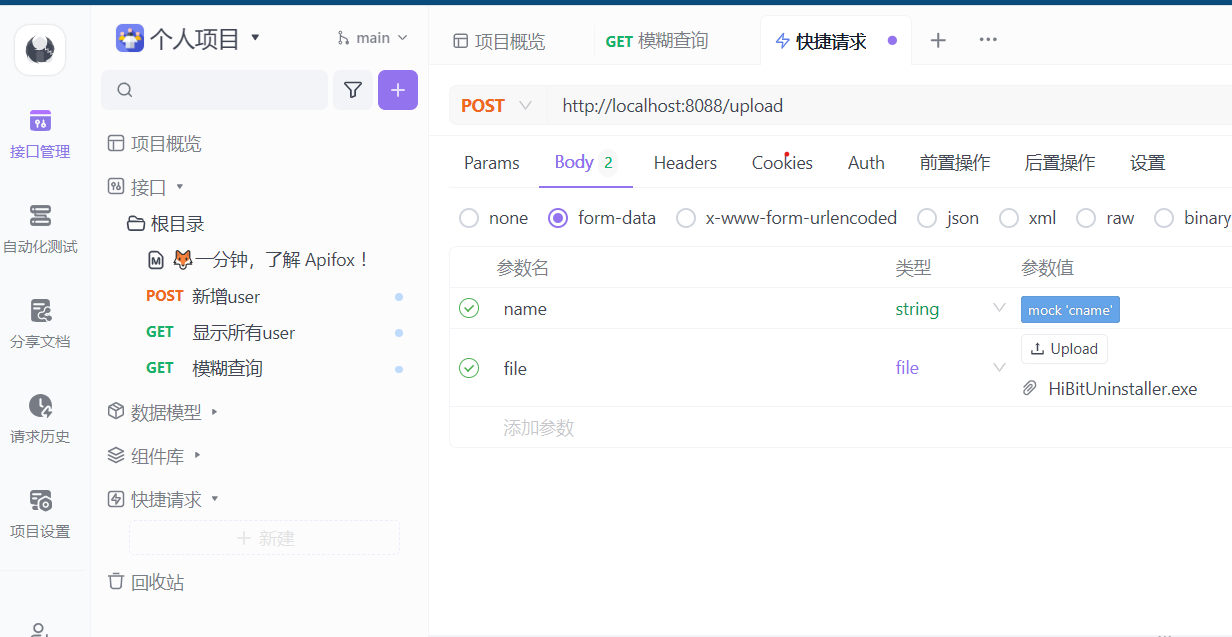 个人项目
main
项目概览
GET 模糊查询
快捷请求
接口管理
自动化测试
分享文档
请求历史
项目设置
项目概览
接口
根目录
一分钟，了解 Apifox！
POST 新增user
GET 显示所有user
GET 模糊查询
数据模型
组件库
快捷请求
新建
回收站
POST http://localhost:8088/upload
Params Body 2 Headers Cookies Auth 前置操作 后置操作 设置
none form-data x-www-form-urlencoded json xml raw binary
参数名 类型 参数值
name string mock 'cname'
file file Upload
HiBitUninstaller.exe
添加参数